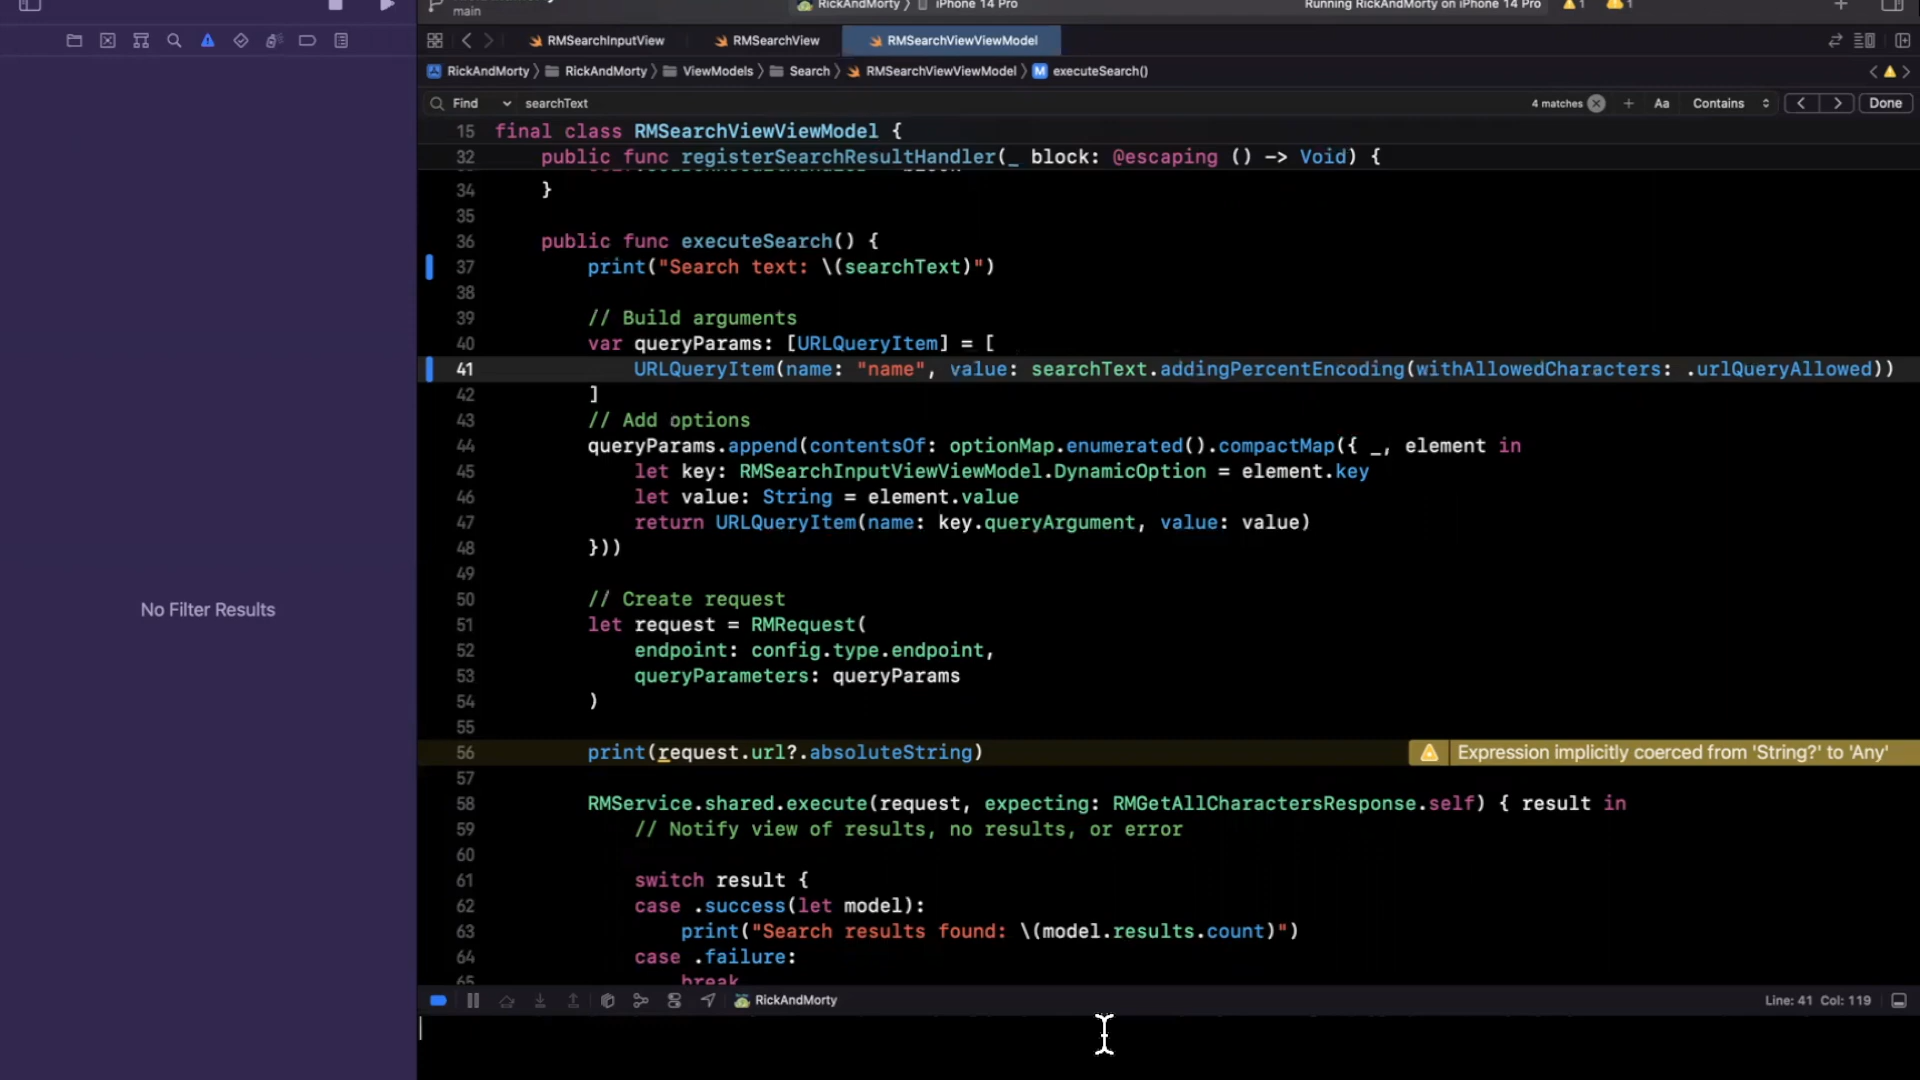 main
RickAndMorty
iPhone 14 Pro
Running RickAndMorty on iPhone 14 Pro
1
1
RMSearchInputView
RMSearchView
RMSearchViewViewModel
RickAndMorty
RickAndMorty
ViewModels
Search
RMSearchViewViewModel
M
executeSearch()
Find
searchText
4 matches
Aa
Contains
Done
15 final class RMSearchViewViewModel {
32 public func registerSearchResultHandler(_ block: @escaping () -> Void) {
34 }
35
36 public func executeSearch() {
37 print("Search text: \(searchText)")
38
39 // Build arguments
40 var queryParams: [URLQueryItem] = [
41 URLQueryItem(name: "name", value: searchText.addingPercentEncoding(withAllowedCharacters: .urlQueryAllowed))
42 ]
43 // Add options
44 queryParams.append(contentsOf: optionMap.enumerated().compactMap({ _, element in
45 let key: RMSearchInputViewViewModel.DynamicOption = element.key
46 let value: String = element.value
47 return URLQueryItem(name: key.queryArgument, value: value)
48 }))
49
50 // Create request
51 let request = RMRequest(
52 endpoint: config.type.endpoint,
53 queryParameters: queryParams
54 )
55
56 print(request.url?.absoluteString)
Expression implicitly coerced from 'String?' to 'Any'
57
58 RMService.shared.execute(request, expecting: RMGetAllCharactersResponse.self) { result in
59 // Notify view of results, no results, or error
60
61 switch result {
62 case .success(let model):
63 print("Search results found: \(model.results.count)")
64 case .failure:
65 break
No Filter Results
RickAndMorty
Line: 41 Col: 119